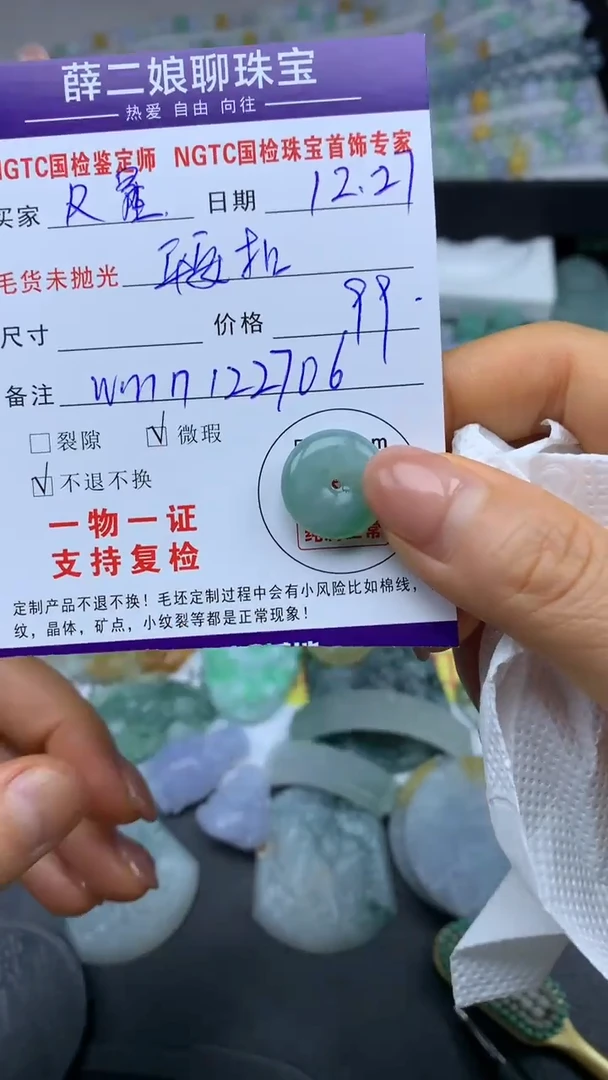 薛二娘聊珠宝
热爱 自由 向往
NGTC国检鉴定师 NGTC国检珠宝首饰专家
买家 日期 12.27
毛货未抛光 扣
尺寸 价格 99.
备注 wmn122706
裂隙 微瑕
不退不换
一物一证
支持复检
定制产品不退不换！毛坯定制过程中会有小风险比如棉线，
纹，晶体，矿点，小纹裂等都是正常现象！